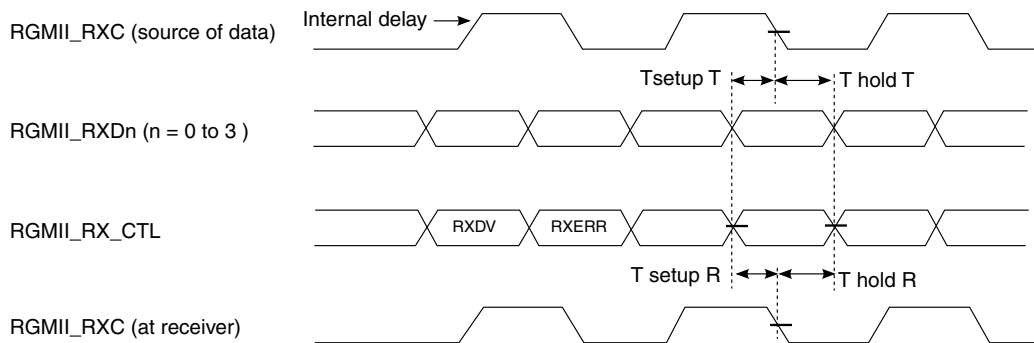 Internal delay
RGMII_RXC (source of data)
Tsetup T
T hold T
RGMII_RXDn (n = 0 to 3 )
RGMII_RX_CTL
RXDV
RXERR
T setup R
T hold R
RGMII_RXC (at receiver)